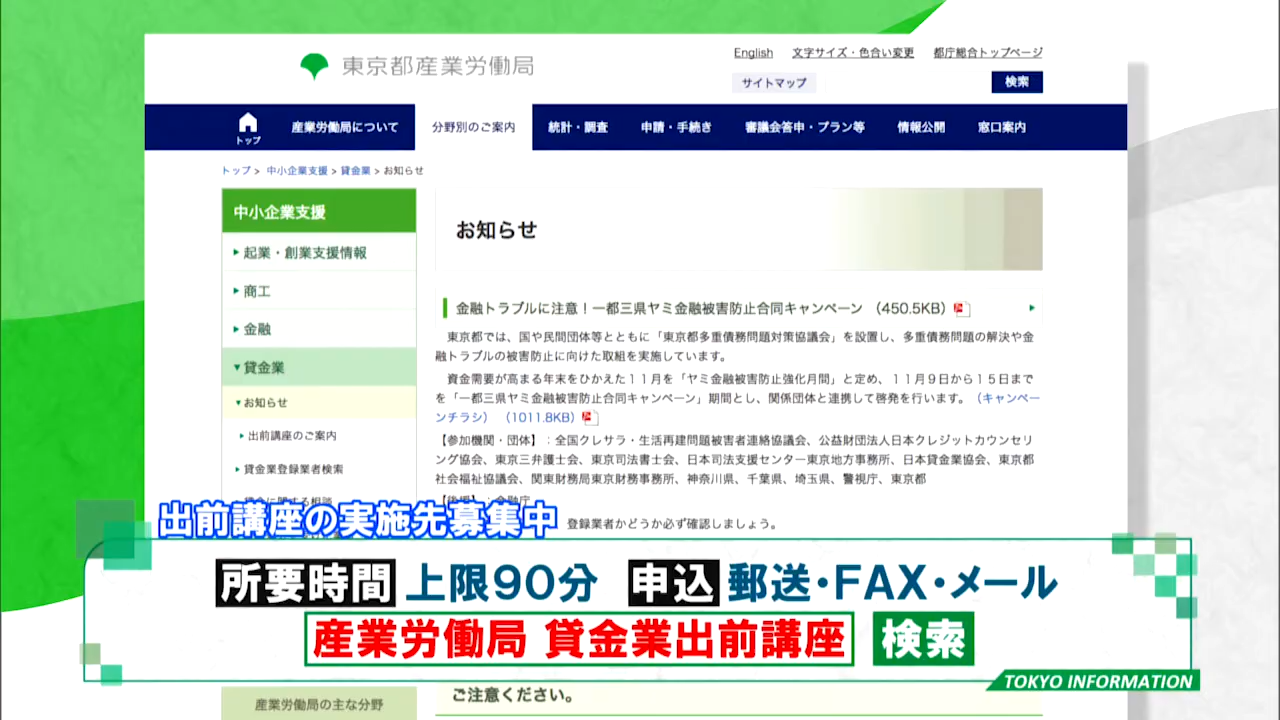 東京都産業労働局
English 文字サイズ・色合い変更 都庁総合トップページ
サイトマップ 検索
トップ 産業労働局について 分野別のご案内 統計・調査 申請・手続き 審議会答申・プラン等 情報公開 窓口案内
トップ > 中小企業支援 > 貸金業 > お知らせ
中小企業支援
起業・創業支援情報
商工
金融
貸金業
お知らせ
出前講座のご案内
貸金業登録業者検索
お知らせ
金融トラブルに注意！一都三県ヤミ金融被害防止合同キャンペーン （450.5KB）
東京都では、国や民間団体等とともに「東京都多重債務問題対策協議会」を設置し、多重債務問題の解決や金
融トラブルの被害防止に向けた取組を実施しています。
資金需要が高まる年末をひかえた１１月を「ヤミ金融被害防止強化月間」と定め、１１月９日から１５日まで
を「一都三県ヤミ金融被害防止合同キャンペーン」期間とし、関係団体と連携して啓発を行います。（キャンペー
ンチラシ）（1011.8KB）
【参加機関・団体】：全国クレサラ・生活再建問題被害者連絡協議会、公益財団法人日本クレジットカウンセリ
ング協会、東京三弁護士会、東京司法書士会、日本司法支援センター東京地方事務所、日本貸金業協会、東京都
社会福祉協議会、関東財務局東京財務事務所、神奈川県、千葉県、埼玉県、警視庁、東京都
【後援】：金融庁
登録業者かどうか必ず確認しましょう。
出前講座の実施先募集中
所要時間 上限90分 申込 郵送・FAX・メール
産業労働局 貸金業出前講座 検索
TOKYO INFORMATION
産業労働局の主な分野
ご注意ください。